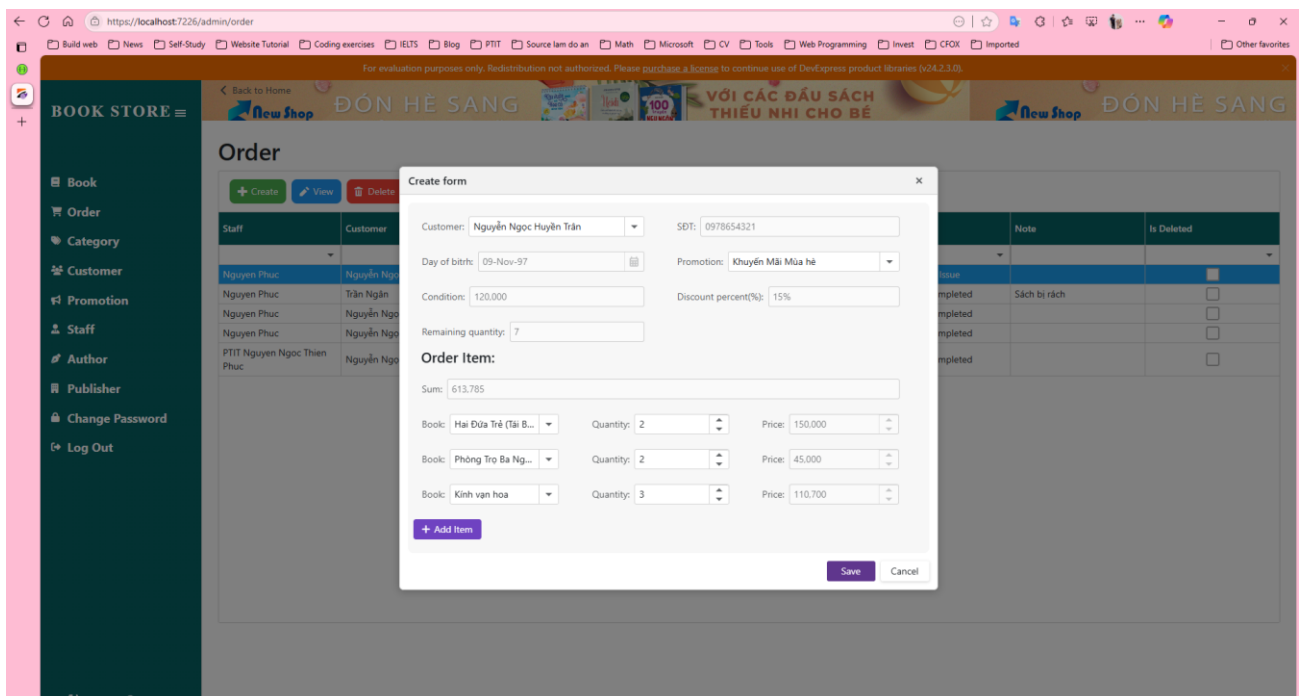 https://localhost:7226/admin/order
Build web News Self-Study Website Tutorial Coding exercises IELTS Blog PTIT Source lam do an Math Microsoft CV Tools Web Programming Invest CFOX Imported Other favorites
For evaluation purposes only. Redistribution not authorized. Please purchase a license to continue use of DevExpress product libraries (v24.2.3.0).
BOOK STORE
Back to Home
New Shop ĐÓN HÈ SANG 100 VỚI CÁC ĐẦU SÁCH
THIẾU NHI CHO BÉ
New Shop ĐÓN HÈ SANG
Book
Order
Category
Customer
Promotion
Staff
Author
Publisher
Change Password
Log Out
Order
Create View Delete
Staff Customer Note Is Deleted
Nguyen Phuc Nguyễn Ngọ Issue
Nguyen Phuc Trần Ngân mpleted Sách bị rách
Nguyen Phuc Nguyễn Ngọ mpleted
Nguyen Phuc Nguyễn Ngọ mpleted
PTIT Nguyen Ngoc Thien
Phuc Nguyễn Ngọ mpleted
Create form
Customer: Nguyễn Ngọc Huyền Trân SĐT: 0978654321
Day of bitrh: 09-Nov-97 Promotion: Khuyến Mãi Mùa hè
Condition: 120,000 Discount percent(%): 15%
Remaining quantity: 7
Order Item:
Sum: 613,785
Book: Hai Đứa Trẻ (Tái B... Quantity: 2 Price: 150,000
Book: Phòng Trọ Ba Ng... Quantity: 2 Price: 45,000
Book: Kính vạn hoa Quantity: 3 Price: 110,700
+ Add Item
Save Cancel